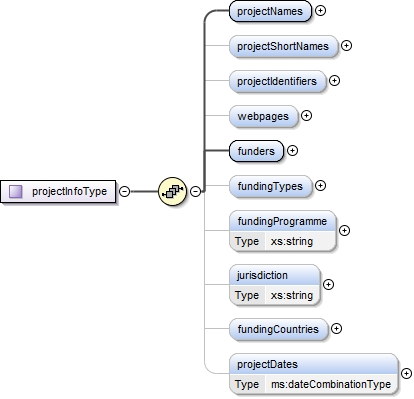 projectNames
projectShortNames
projectIdentifiers
webpages
funders
projectInfoType
fundingTypes
fundingProgramme
Type xs:string
jurisdiction
Type xs:string
fundingCountries
projectDates
Type ms:dateCombinationType